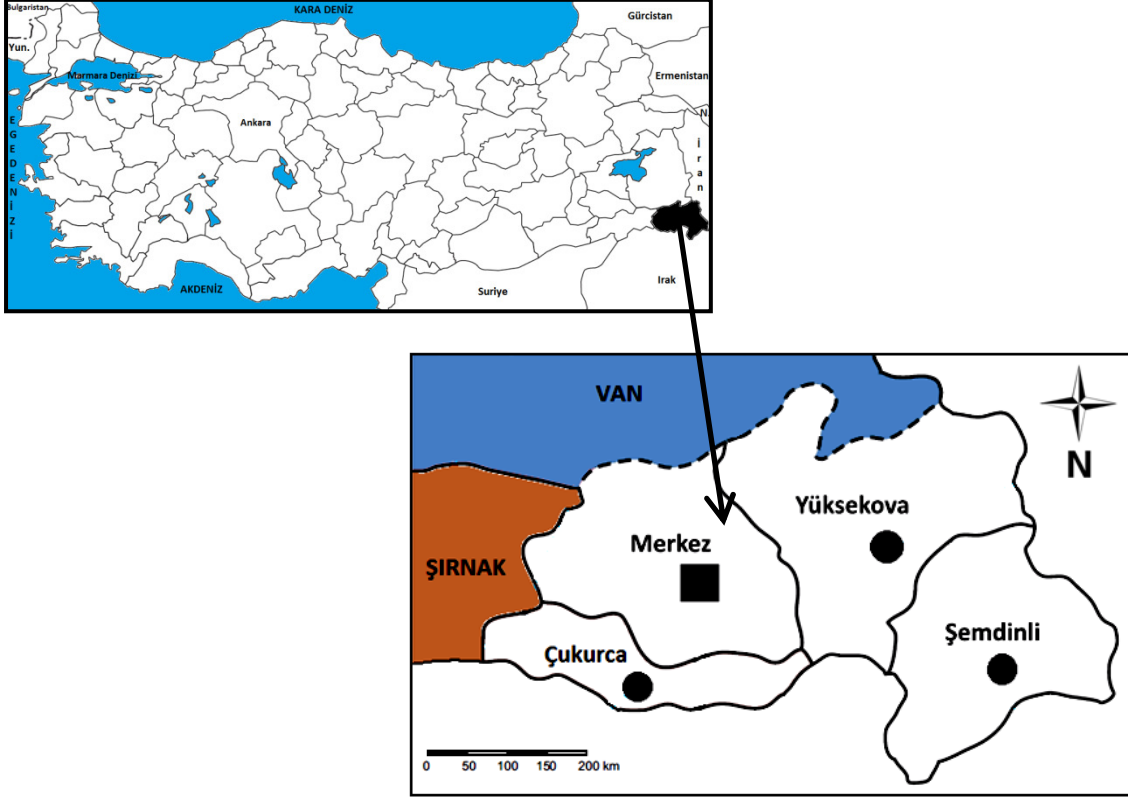 Bulgaristan
KARA DENİZ
Gürcistan
Yun.
Marmara Denizi
Ermenistan
N.
Ankara
EGE DENİZİ
İran
AKDENİZ
Suriye
Irak
VAN
N
Yüksekova
Merkez
ŞIRNAK
Şemdinli
Çukurca
0 50 100 150 200 km